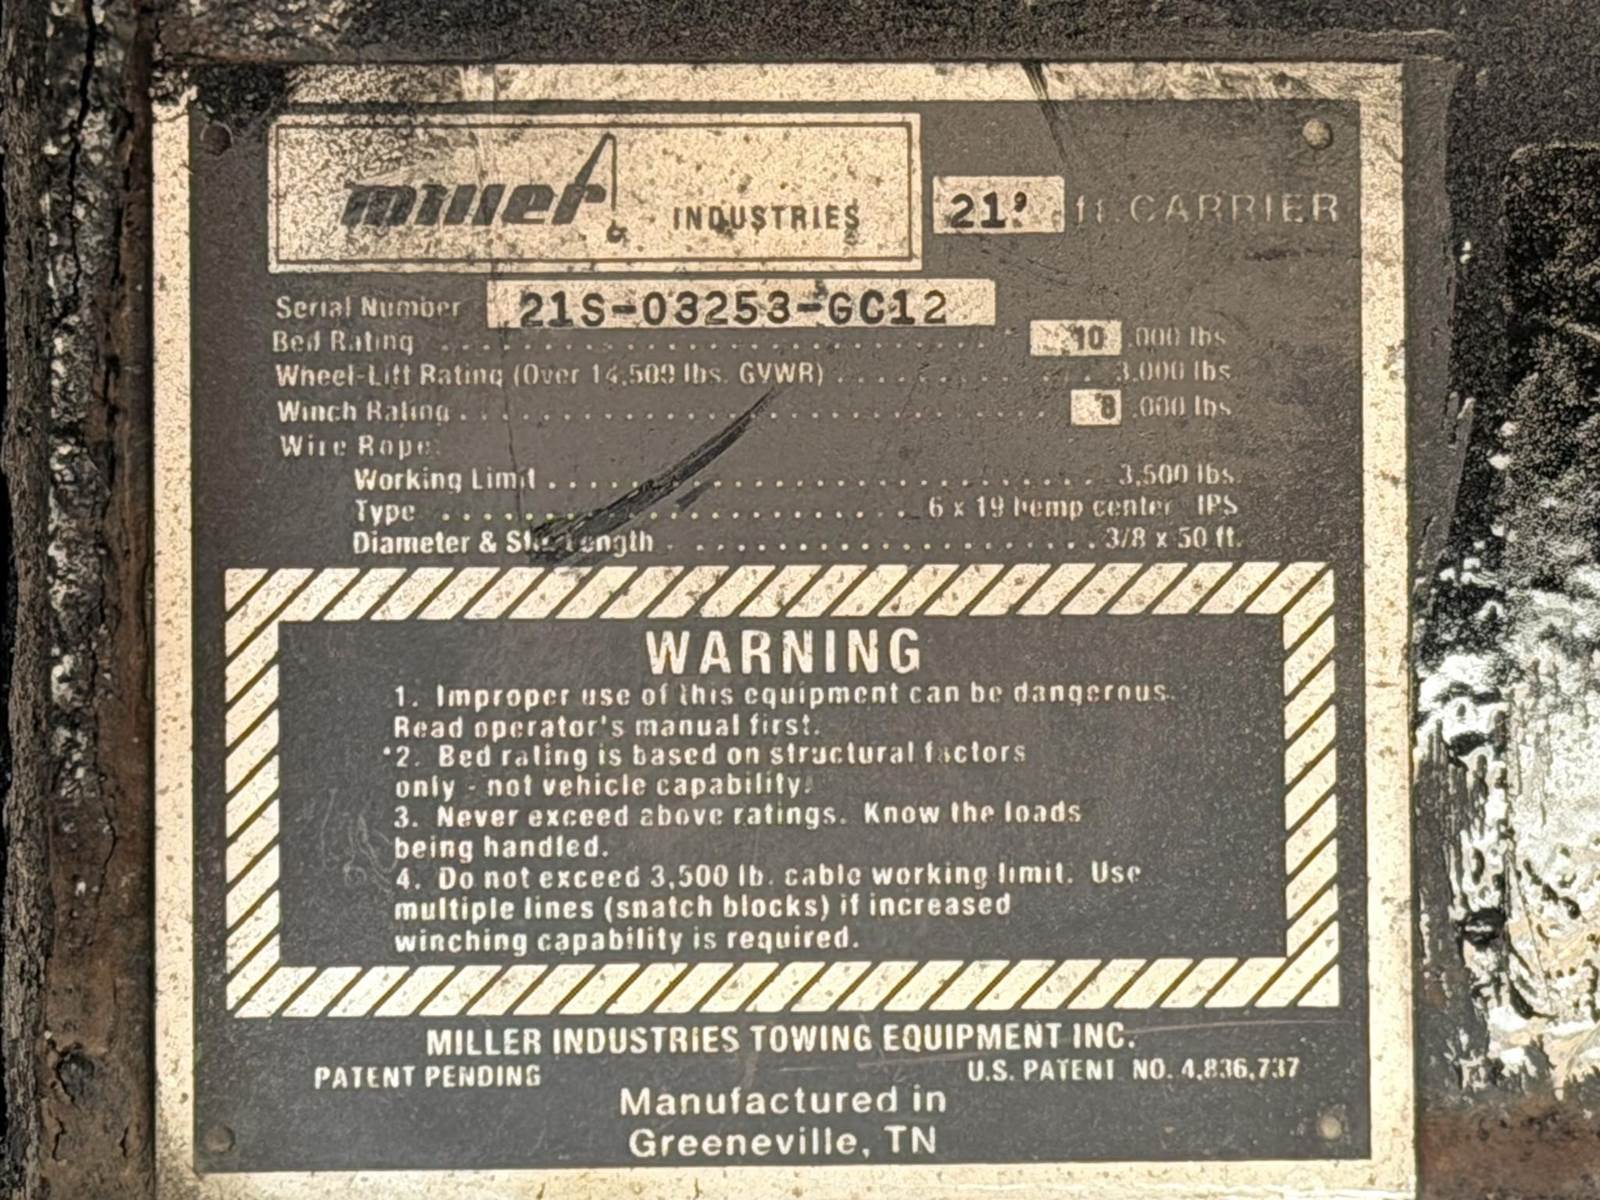 miller INDUSTRIES 21' ft. CARRIER
Serial Number 21S-03253-GC12
Bed Rating 10 ,000 lbs
Wheel-Lift Rating (Over 14,500 lbs. GVWR) 3,000 lbs
Winch Rating 8 ,000 lbs
Wire Rope:
Working Limit 3,500 lbs.
Type 6 x 19 hemp center IPS
Diameter & Length 3/8 x 50 ft.
WARNING
1. Improper use of this equipment can be dangerous.
Read operator's manual first.
*2. Bed rating is based on structural factors
only - not vehicle capability.
3. Never exceed above ratings. Know the loads
being handled.
4. Do not exceed 3,500 lb. cable working limit. Use
multiple lines (snatch blocks) if increased
winching capability is required.
MILLER INDUSTRIES TOWING EQUIPMENT INC.
PATENT PENDING U.S. PATENT NO. 4,836,737
Manufactured in
Greeneville, TN